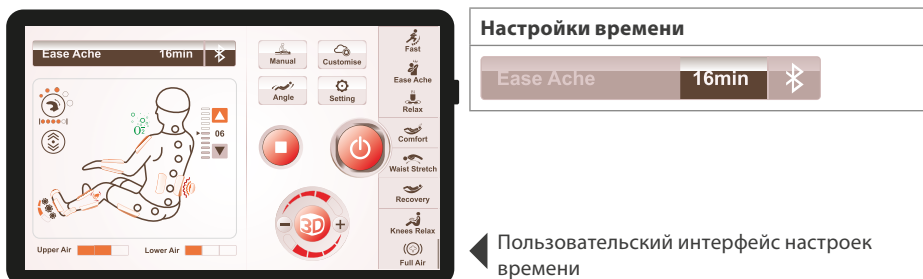 Ease Ache 16min
Manual
Customise
Angle
Setting
O₂
06
3D
Upper Air
Lower Air
Fast
Ease Ache
Relax
Comfort
Waist Stretch
Recovery
Knees Relax
Full Air
Настройки времени
Ease Ache 16min
Пользовательский интерфейс настроек
времени